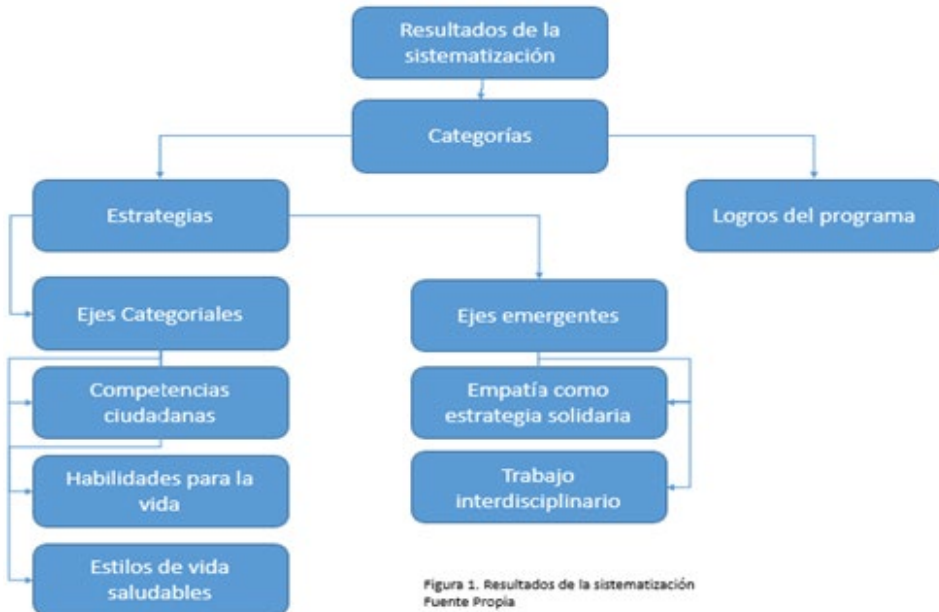 Resultados de la
sistematización
Categorías
Estrategias
Logros del programa
Ejes Categoriales
Ejes emergentes
Competencias
ciudadanas
Empatía como
estrategia solidaria
Habilidades para la
vida
Trabajo
interdisciplinario
Estilos de vida
saludables
Figura 1. Resultados de la sistematización
Fuente Propia